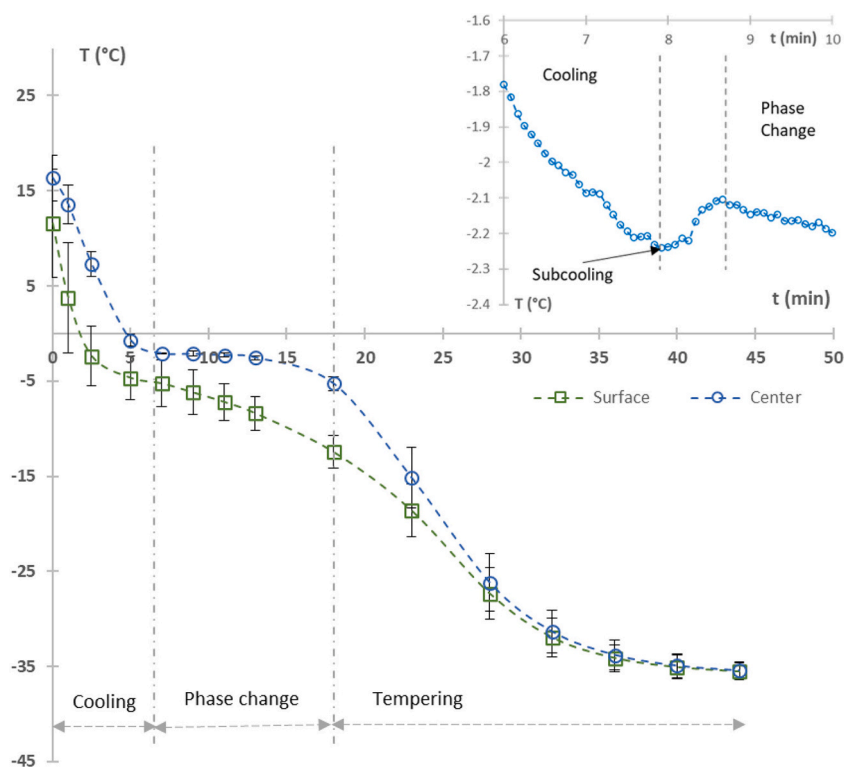 T (°C)
25
15
5
-5
-15
-25
-35
-45
0
5
10
15
20
25
30
35
40
45
50
t (min)
Surface
Center
Cooling
Phase change
Tempering
-1.6
-1.7
-1.8
-1.9
-2
-2.1
-2.2
-2.3
-2.4
6
7
8
9
10
t (min)
Cooling
Phase
Change
Subcooling
T (°C)